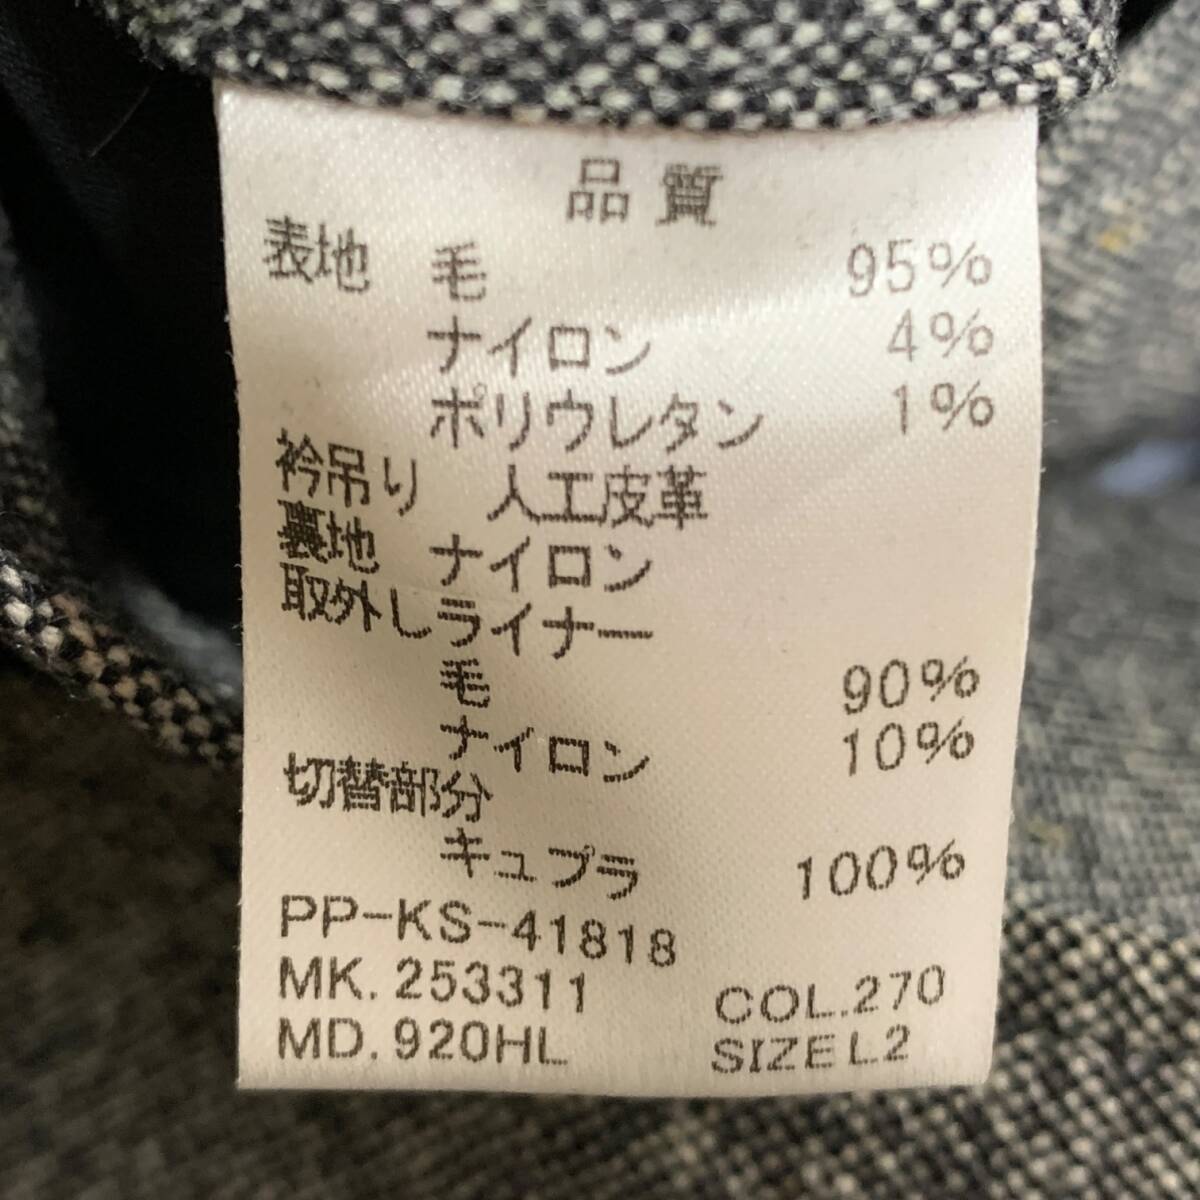 品質
表地 毛 95%
ナイロン 4%
ポリウレタン 1%
衿吊り 人工皮革
裏地 ナイロン
取外しライナー
毛 90%
ナイロン 10%
切替部分
キュプラ 100%
PP-KS-41818
MK. 253311 COL.270
MD. 920HL SIZE L2